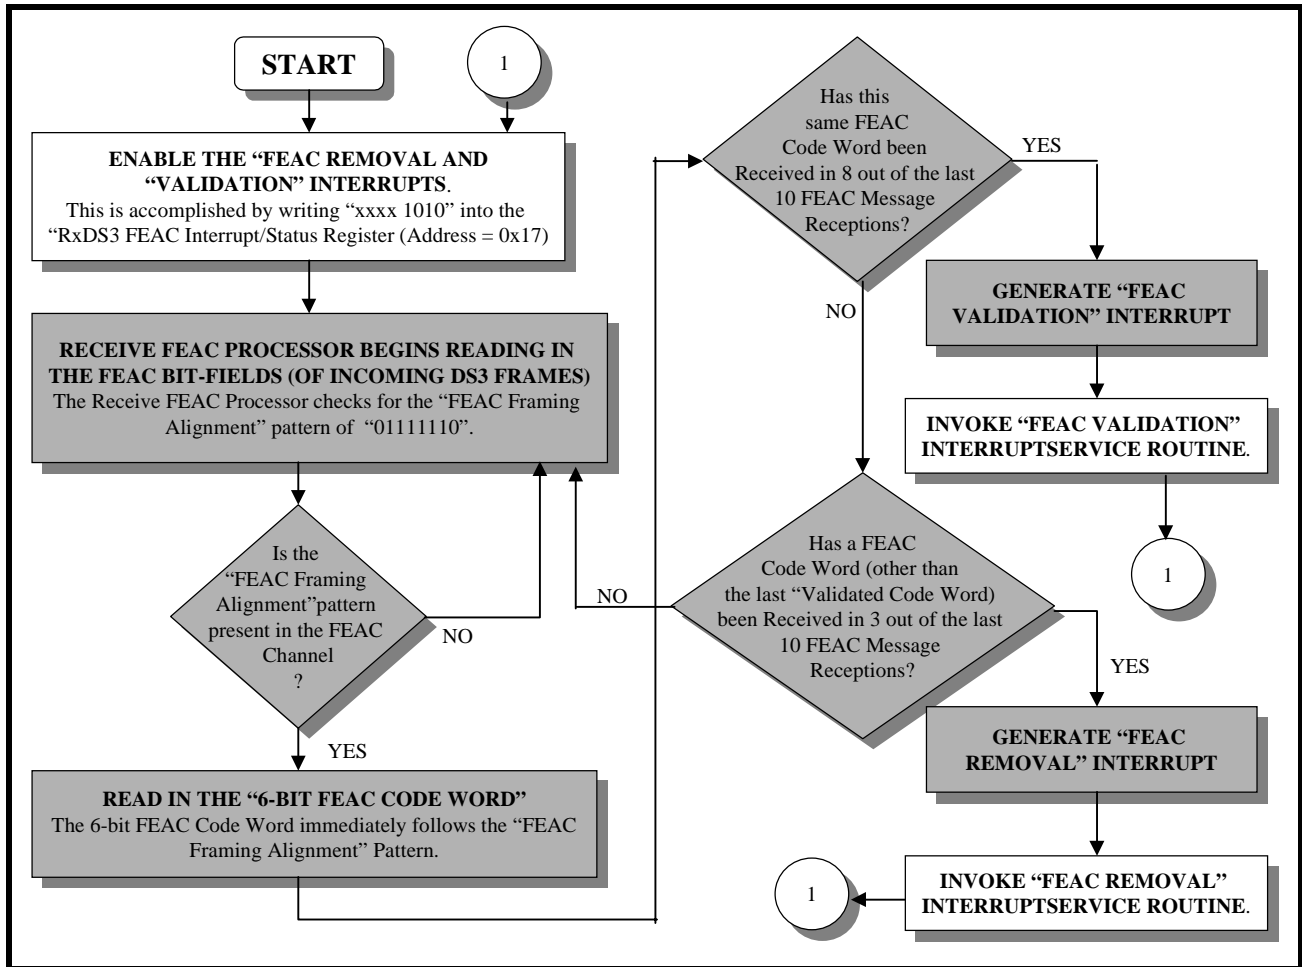 START
1
ENABLE THE “FEAC REMOVAL AND
“VALIDATION” INTERRUPTS.
This is accomplished by writing “xxxx 1010” into the
“RxDS3 FEAC Interrupt/Status Register (Address = 0x17)
RECEIVE FEAC PROCESSOR BEGINS READING IN
THE FEAC BIT-FIELDS (OF INCOMING DS3 FRAMES)
The Receive FEAC Processor checks for the “FEAC Framing
Alignment” pattern of “01111110”.
Is the
“FEAC Framing
Alignment”pattern
present in the FEAC
Channel
?
NO
YES
READ IN THE “6-BIT FEAC CODE WORD”
The 6-bit FEAC Code Word immediately follows the “FEAC
Framing Alignment” Pattern.
Has this
same FEAC
Code Word been
Received in 8 out of the last
10 FEAC Message
Receptions?
YES
NO
GENERATE “FEAC
VALIDATION” INTERRUPT
INVOKE “FEAC VALIDATION”
INTERRUPTSERVICE ROUTINE.
1
Has a FEAC
Code Word (other than
the last “Validated Code Word)
been Received in 3 out of the last
10 FEAC Message
Receptions?
NO
YES
GENERATE “FEAC
REMOVAL” INTERRUPT
INVOKE “FEAC REMOVAL”
INTERRUPTSERVICE ROUTINE.
1